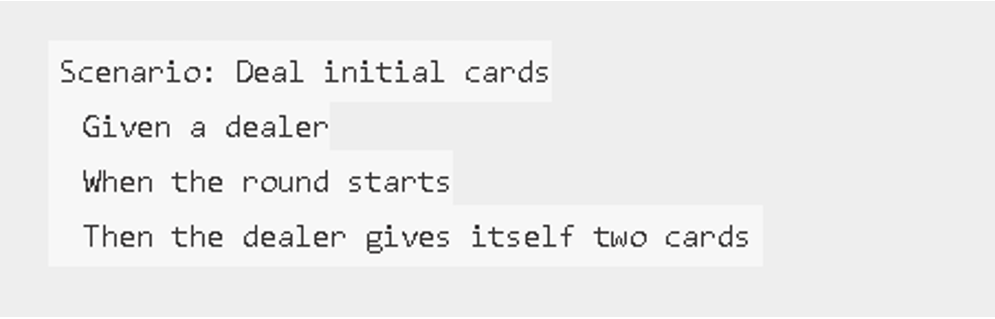 Scenario: Deal initial cards
Given a dealer
When the round starts
Then the dealer gives itself two cards